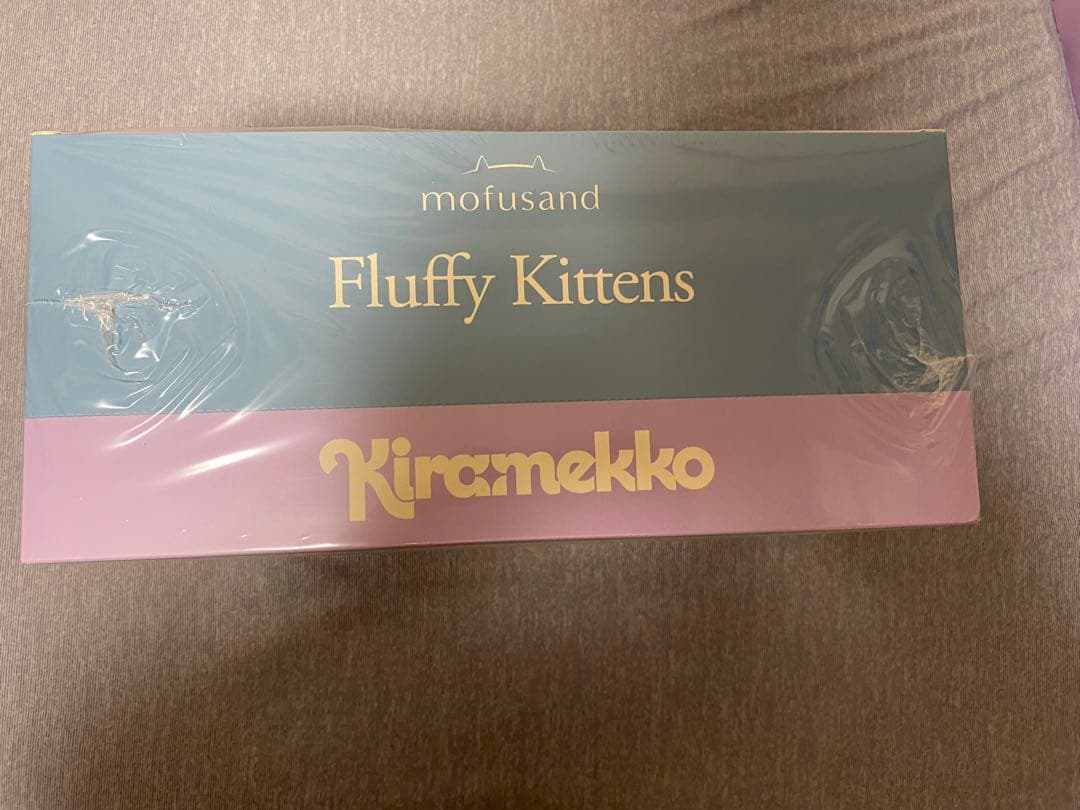 mofusand
Fluffy Kittens
Kiramekko